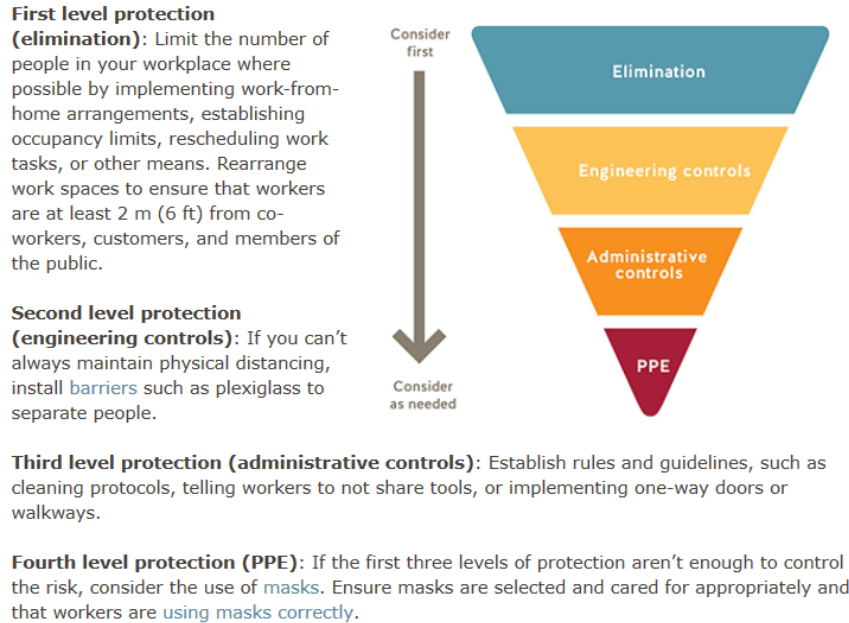 First level protection
(elimination): Limit the number of
people in your workplace where
possible by implementing work-from-
home arrangements, establishing
occupancy limits, rescheduling work
tasks, or other means. Rearrange
work spaces to ensure that workers
are at least 2 m (6 ft) from co-
workers, customers, and members of
the public.
Second level protection
(engineering controls): If you can’t
always maintain physical distancing,
install barriers such as plexiglass to
separate people.
Consider
first
Consider
as needed
Elimination
Engineering controls
Administrative
controls
PPE
Third level protection (administrative controls): Establish rules and guidelines, such as
cleaning protocols, telling workers to not share tools, or implementing one-way doors or
walkways.
Fourth level protection (PPE): If the first three levels of protection aren’t enough to control
the risk, consider the use of masks. Ensure masks are selected and cared for appropriately and
that workers are using masks correctly.